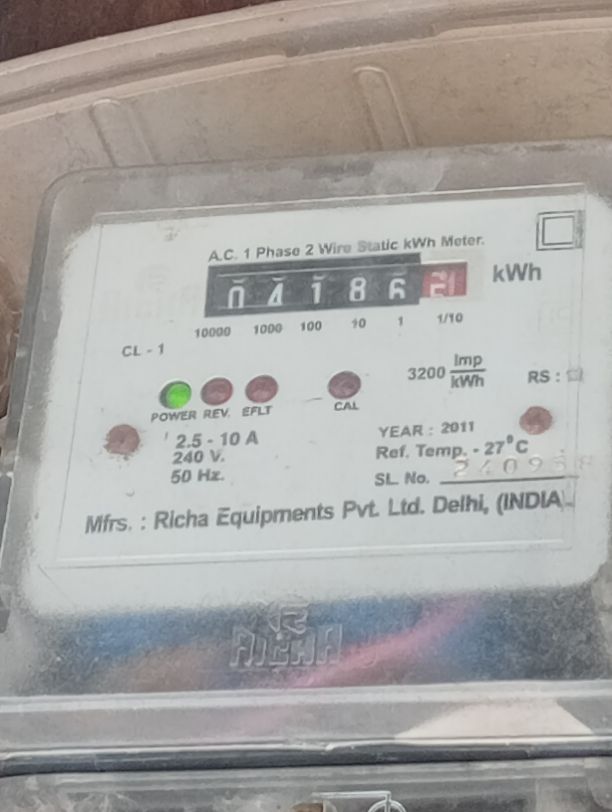 A.C. 1 Phase 2 Wire Static kWh Meter.
0 4 1 8 6 kWh
10000 1000 100 10 1 1/10
CL - 1
3200 Imp/kWh RS :
POWER REV. EFLT CAL
2.5 - 10 A
240 V.
50 Hz.
YEAR : 2011
Ref. Temp. - 27°C
SL. No.
Mfrs. : Richa Equipments Pvt. Ltd. Delhi, (INDIA)
RICHA